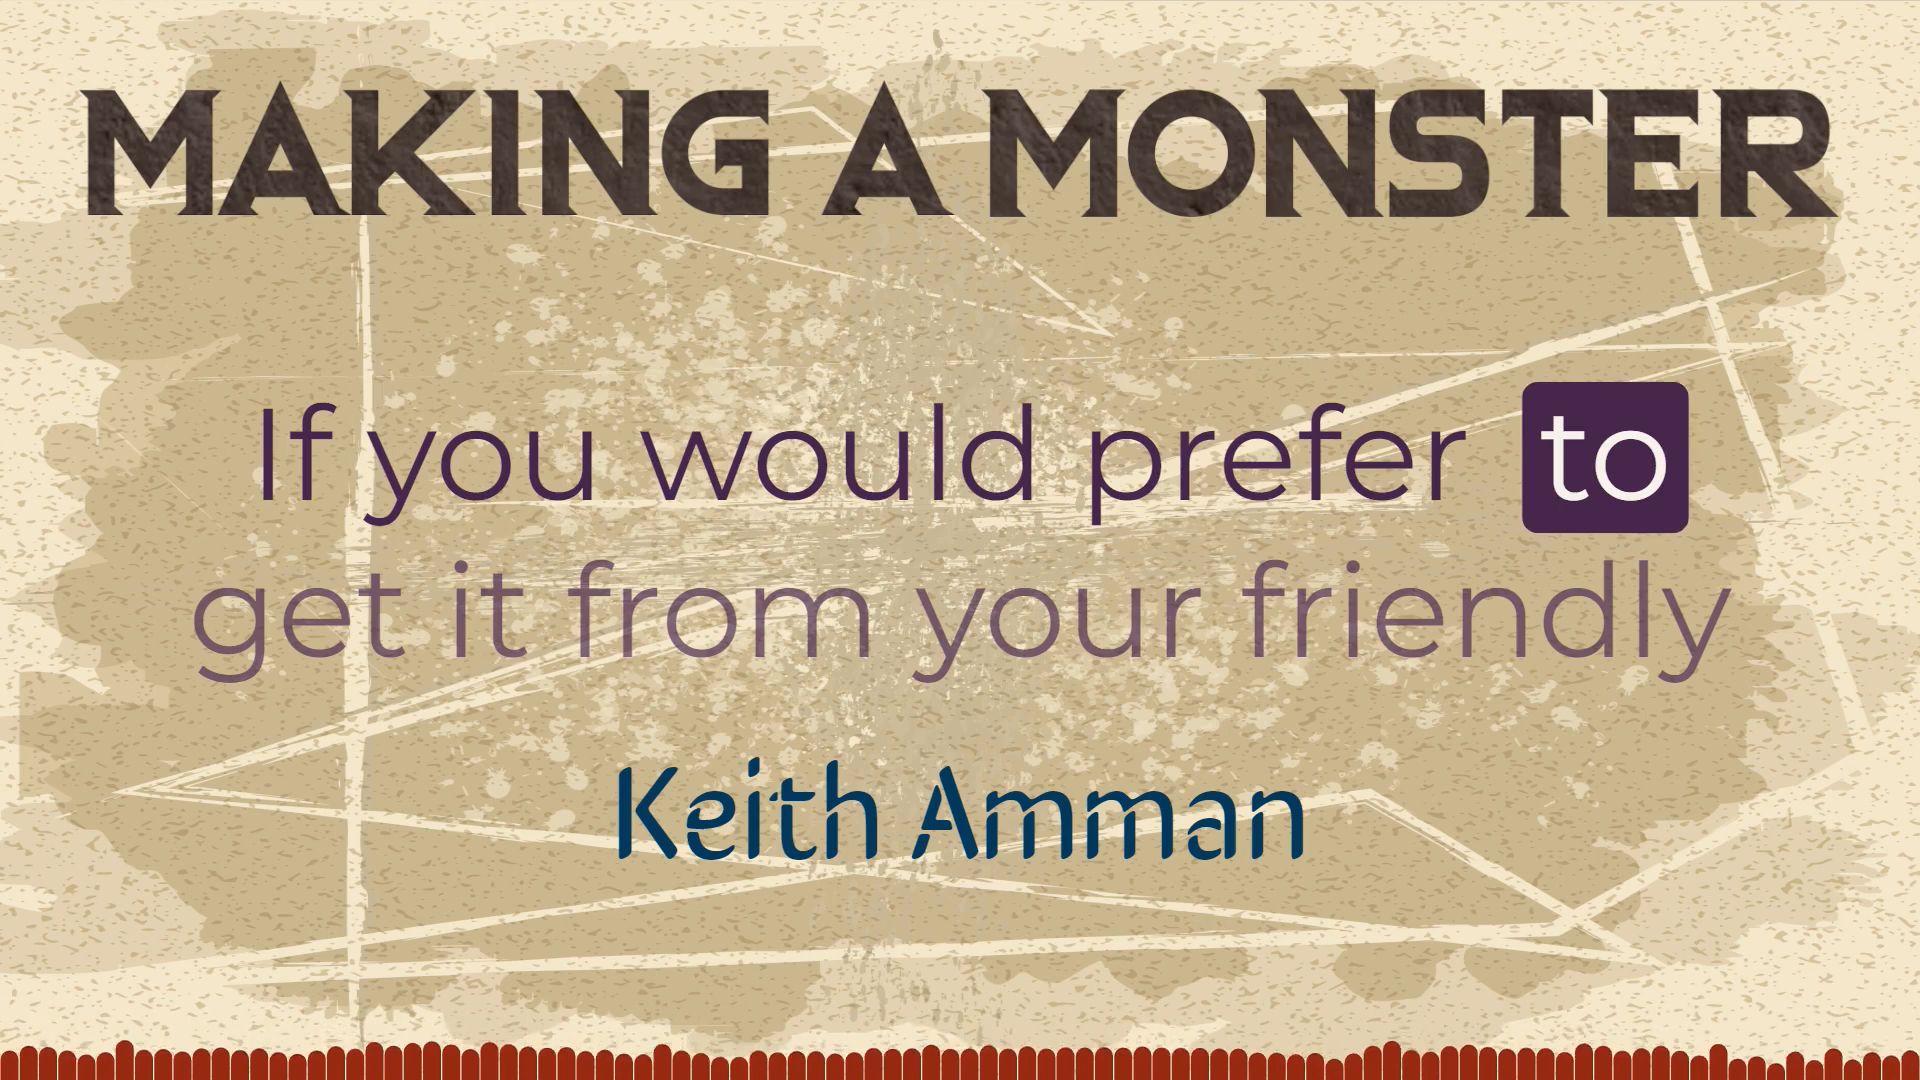 MAKING A MONSTER
If you would prefer to
get it from your friendly
Keith Amman